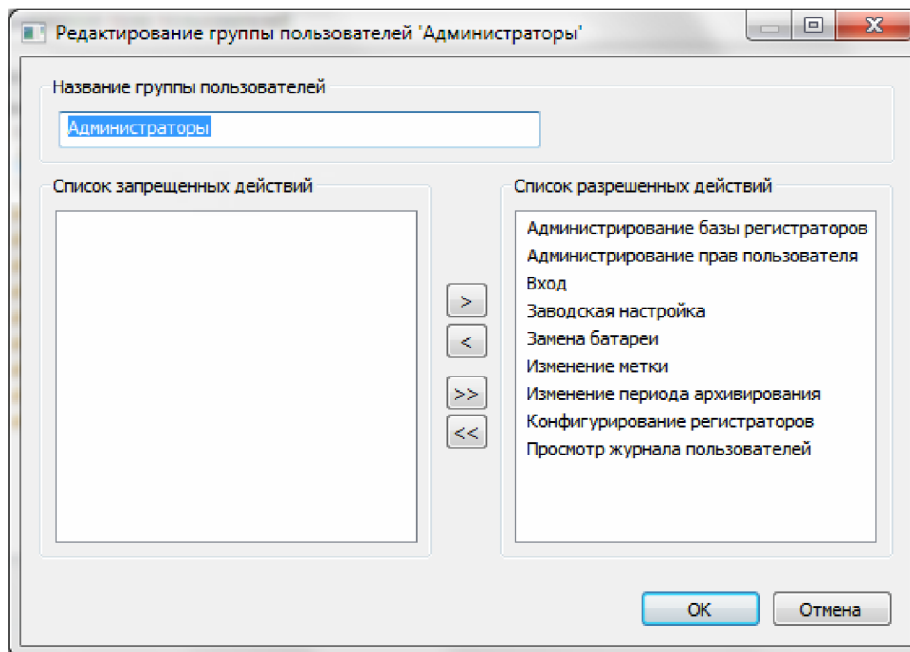 Редактирование группы пользователей 'Администраторы'
Название группы пользователей
Администраторы
Список запрещенных действий
Список разрешенных действий
Администрирование базы регистраторов
Администрирование прав пользователя
Вход
Заводская настройка
Замена батареи
Изменение метки
Изменение периода архивирования
Конфигурирование регистраторов
Просмотр журнала пользователей
>
<
>>
<<
OK
Отмена